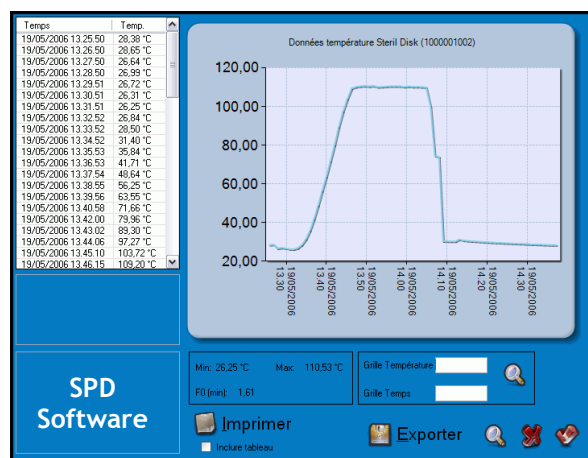 Temps Temp.
19/05/2006 13.25.50 28,38 °C
19/05/2006 13.26.50 28,65 °C
19/05/2006 13.27.50 26,64 °C
19/05/2006 13.28.50 26,99 °C
19/05/2006 13.29.51 26,72 °C
19/05/2006 13.30.51 26,31 °C
19/05/2006 13.31.51 26,25 °C
19/05/2006 13.32.52 26,84 °C
19/05/2006 13.33.52 28,50 °C
19/05/2006 13.34.52 31,40 °C
19/05/2006 13.35.53 35,84 °C
19/05/2006 13.36.53 41,71 °C
19/05/2006 13.37.54 48,64 °C
19/05/2006 13.38.55 56,25 °C
19/05/2006 13.39.56 63,55 °C
19/05/2006 13.40.58 71,66 °C
19/05/2006 13.42.00 79,96 °C
19/05/2006 13.43.02 89,30 °C
19/05/2006 13.44.06 97,27 °C
19/05/2006 13.45.10 103,72 °C
19/05/2006 13.46.15 109,20 °C
Données température Steril Disk (1000001002)
120,00
100,00
80,00
60,00
40,00
20,00
19/05/2006 13.30
19/05/2006 13.40
19/05/2006 13.50
19/05/2006 14.00
19/05/2006 14.10
19/05/2006 14.20
19/05/2006 14.30
SPD
Software
Min: 26,25 °C Max: 110,53 °C
F0 (min): 1,61
Grille Température
Grille Temps
Imprimer
Inclure tableau
Exporter